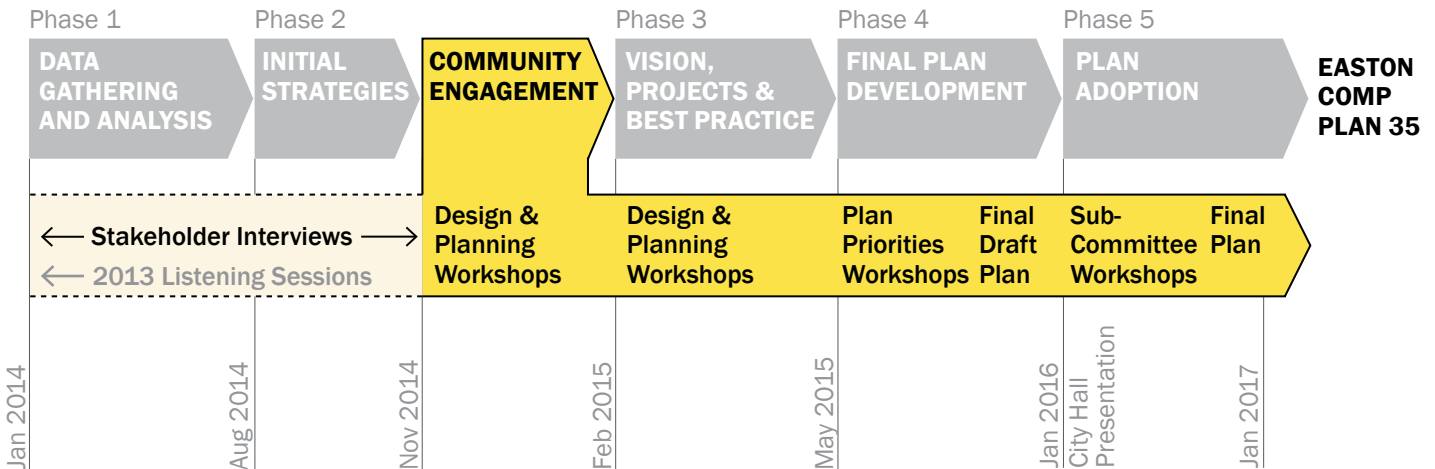 Phase 1
Phase 2
Phase 3
Phase 4
Phase 5
DATA
GATHERING
AND ANALYSIS
INITIAL
STRATEGIES
COMMUNITY
ENGAGEMENT
VISION,
PROJECTS &
BEST PRACTICE
FINAL PLAN
DEVELOPMENT
PLAN
ADOPTION
EASTON
COMP
PLAN 35
Stakeholder Interviews
2013 Listening Sessions
Design &
Planning
Workshops
Design &
Planning
Workshops
Plan
Priorities
Workshops
Final
Draft
Plan
Sub-
Committee
Workshops
Final
Plan
Jan 2014
Aug 2014
Nov 2014
Feb 2015
May 2015
Jan 2016
City Hall
Presentation
Jan 2017